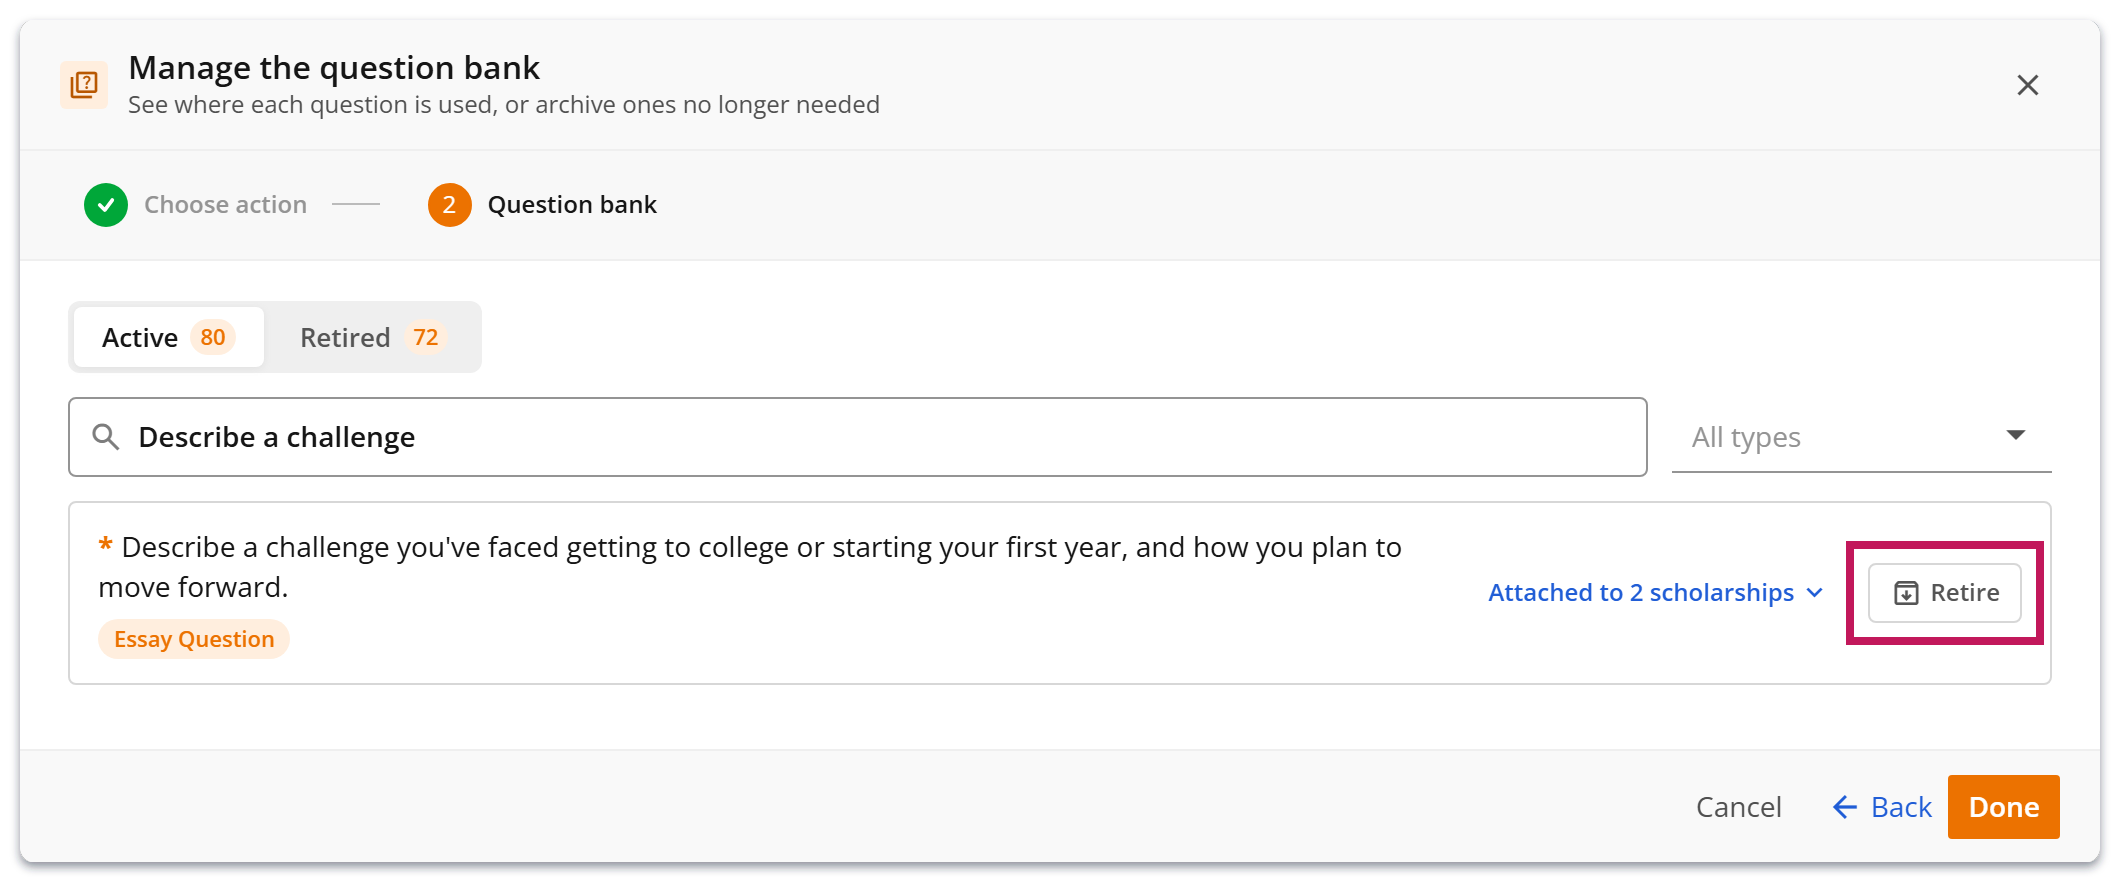 Manage the question bank
See where each question is used, or archive ones no longer needed
Choose action
2 Question bank
Active 80 Retired 72
Describe a challenge
All types
* Describe a challenge you've faced getting to college or starting your first year, and how you plan to
move forward.
Attached to 2 scholarships
Retire
Essay Question
Cancel
Back
Done